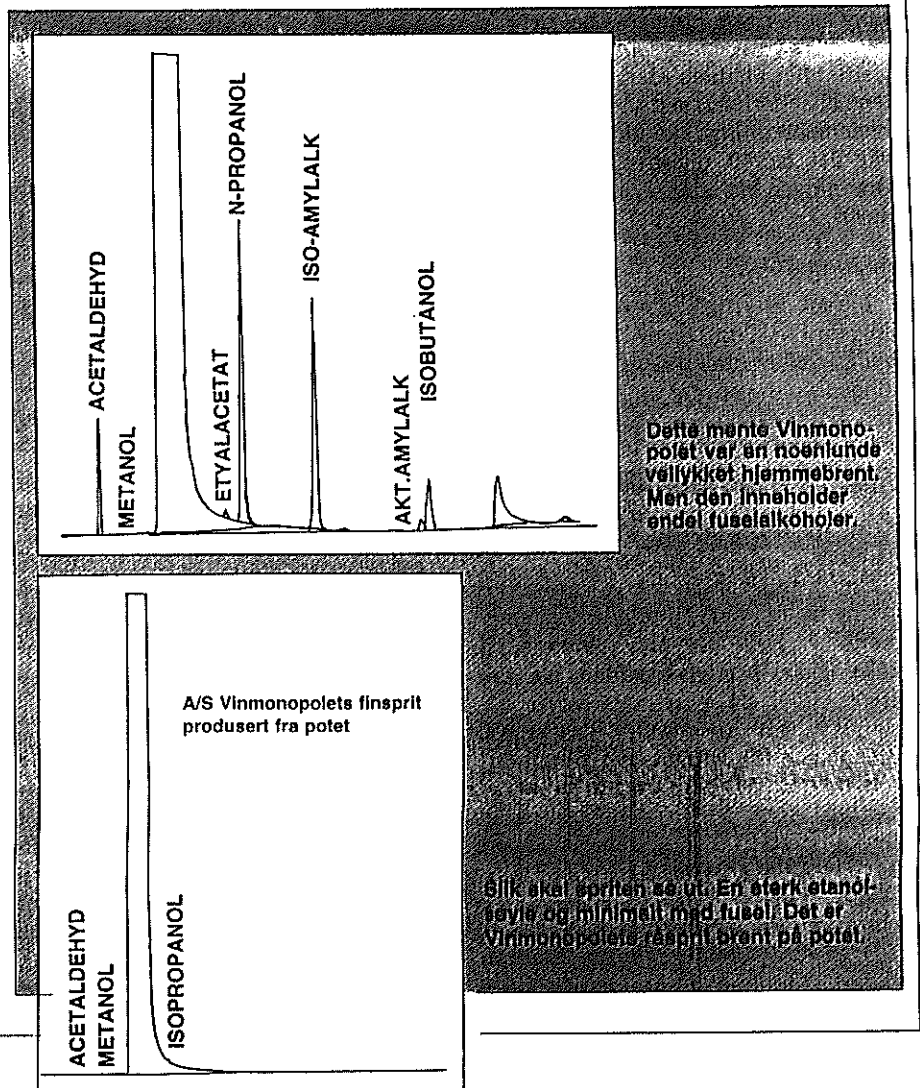 ACETALDEHYD
METANOL
ETYALACETAT
N-PROPANOL
ISO-AMYLALK
AKT.AMYLALK
ISOBUTANOL
Dette mente Vinmono-
polet var en noenlunde
vellykket hjemmebrent.
Men den inneholder
endel fuselalkoholer.
A/S Vinmonopolets finsprit
produsert fra potet
ACETALDEHYD
METANOL
ISOPROPANOL
Slik skal spriten se ut. En sterk etanol-
søyle og minimalt med fusel. Det er
Vinmonopolets råsprit brent på potet.